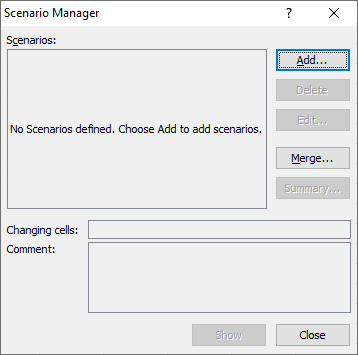 Scenario Manager
Scenarios:
Add...
Delete
No Scenarios defined. Choose Add to add scenarios.
Edit...
Merge...
Summary...
Changing cells:
Comment:
Show
Close